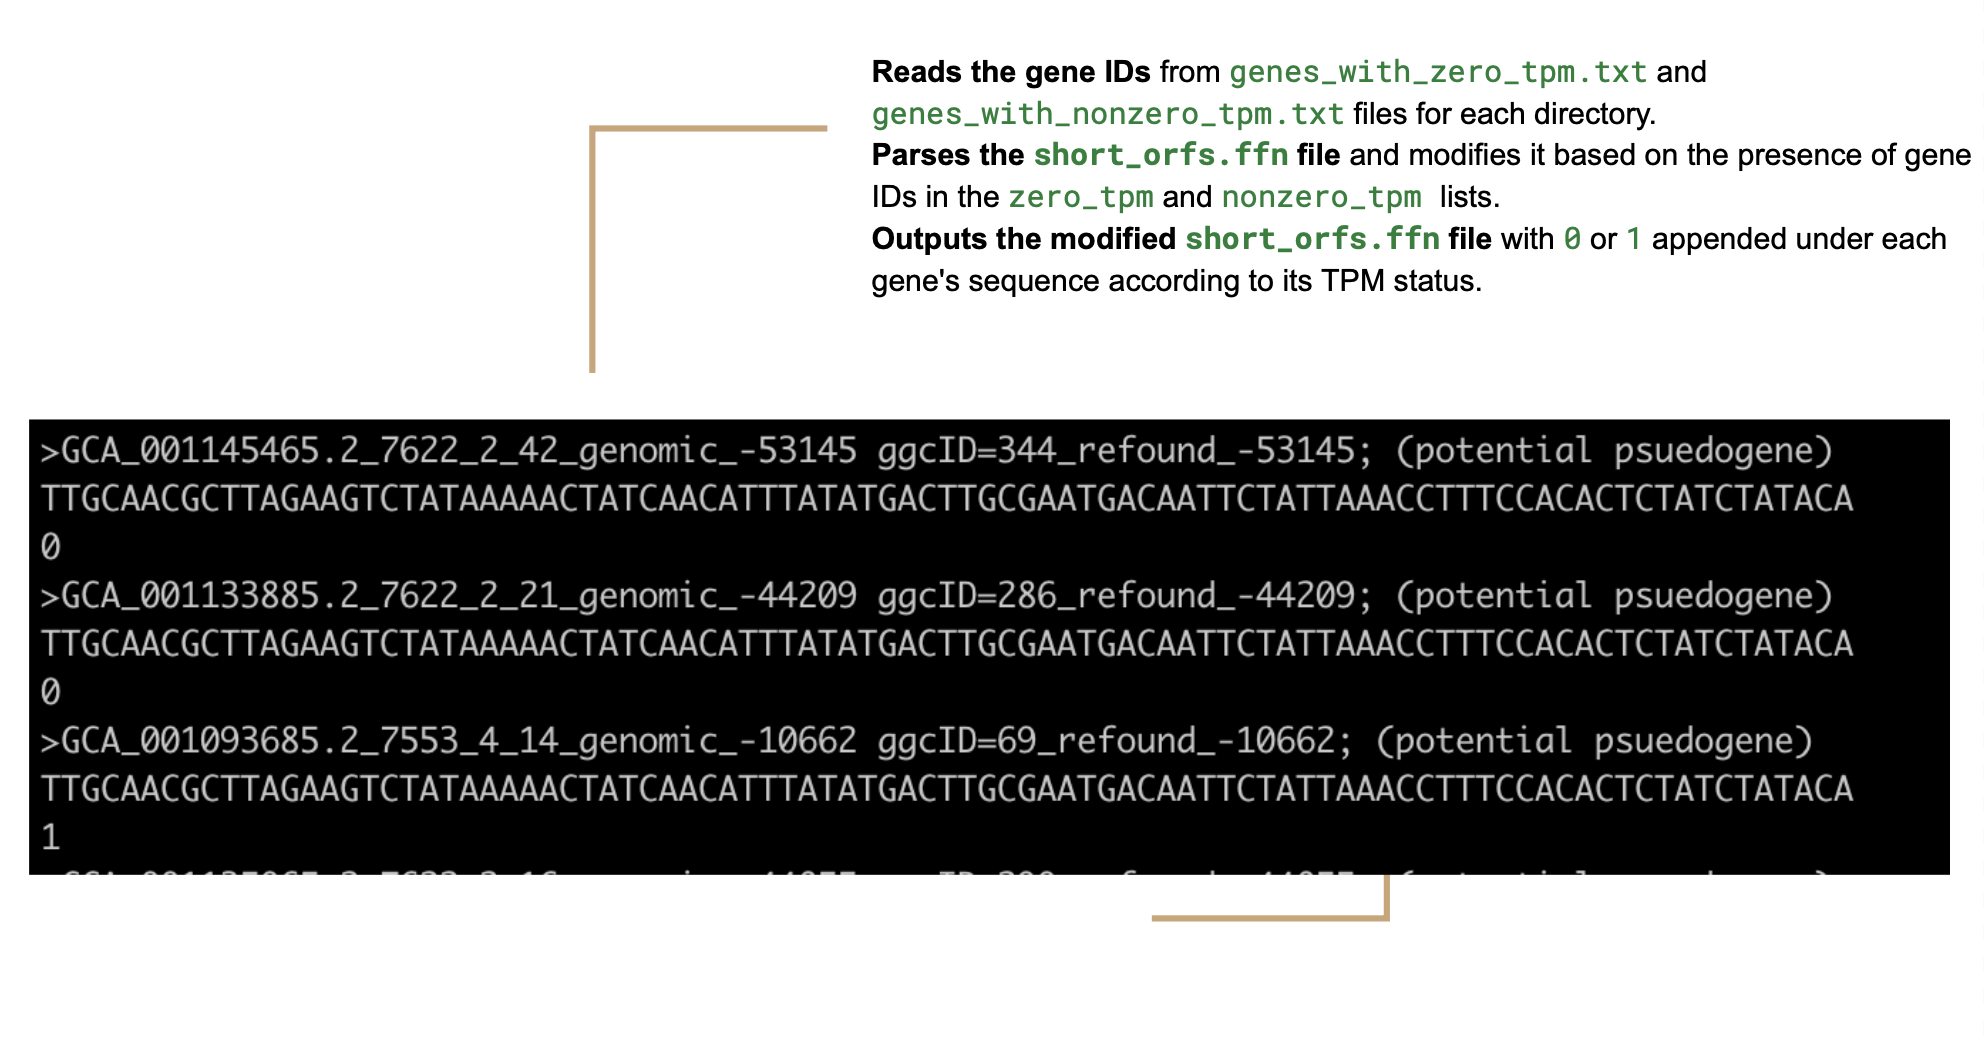 Reads the gene IDs from genes_with_zero_tpm.txt and
genes_with_nonzero_tpm.txt files for each directory.
Parses the short_orfs.ffn file and modifies it based on the presence of gene
IDs in the zero_tpm and nonzero_tpm lists.
Outputs the modified short_orfs.ffn file with 0 or 1 appended under each
gene's sequence according to its TPM status.
>GCA_001145465.2_7622_2_42_genomic_-53145 ggcID=344_refound_-53145; (potential psuedogene)
TTGCAACGCTTAGAAGTCTATAAAAACTATCAACATTTATATGACTTGCGAATGACAATTCTATTAAACCTTTCCACACTCTATCTATACA
0
>GCA_001133885.2_7622_2_21_genomic_-44209 ggcID=286_refound_-44209; (potential psuedogene)
TTGCAACGCTTAGAAGTCTATAAAAACTATCAACATTTATATGACTTGCGAATGACAATTCTATTAAACCTTTCCACACTCTATCTATACA
0
>GCA_001093685.2_7553_4_14_genomic_-10662 ggcID=69_refound_-10662; (potential psuedogene)
TTGCAACGCTTAGAAGTCTATAAAAACTATCAACATTTATATGACTTGCGAATGACAATTCTATTAAACCTTTCCACACTCTATCTATACA
1